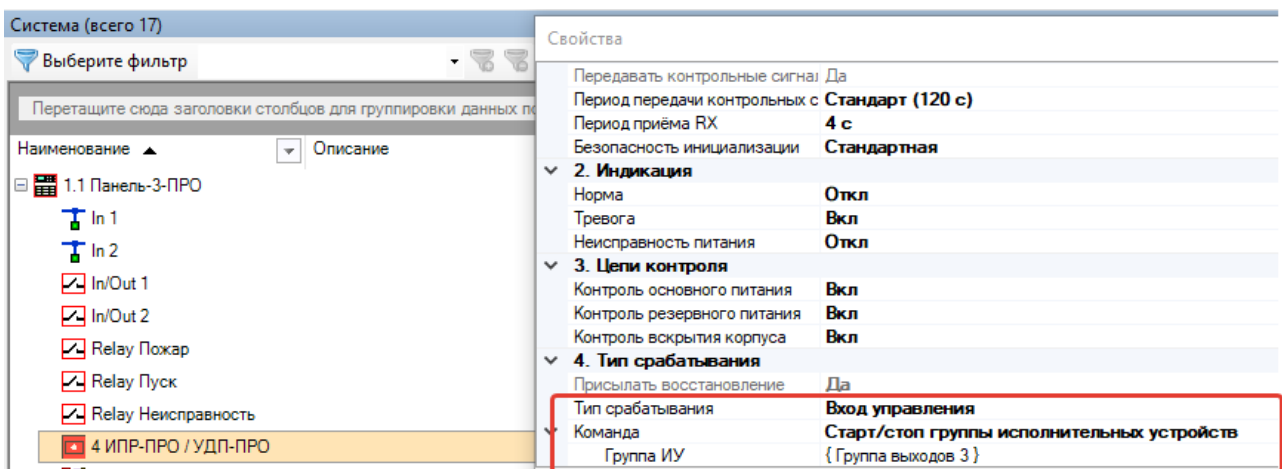 Система (всего 17)
Выберите фильтр
Перетащите сюда заголовки столбцов для группировки данных
Наименование Описание
1.1 Панель-3-ПРО
In 1
In 2
In/Out 1
In/Out 2
Relay Пожар
Relay Пуск
Relay Неисправность
4 ИПР-ПРО / УДП-ПРО
Свойства
Передавать контрольные сигнал Да
Период передачи контрольных с Стандарт (120 с)
Период приёма RX 4 с
Безопасность инициализации Стандартная
2. Индикация
Норма Откл
Тревога Вкл
Неисправность питания Откл
3. Цепи контроля
Контроль основного питания Вкл
Контроль резервного питания Вкл
Контроль вскрытия корпуса Вкл
4. Тип срабатывания
Присылать восстановление Да
Тип срабатывания Вход управления
Команда Старт/стоп группы исполнительных устройств
Группа ИУ { Группа выходов 3 }